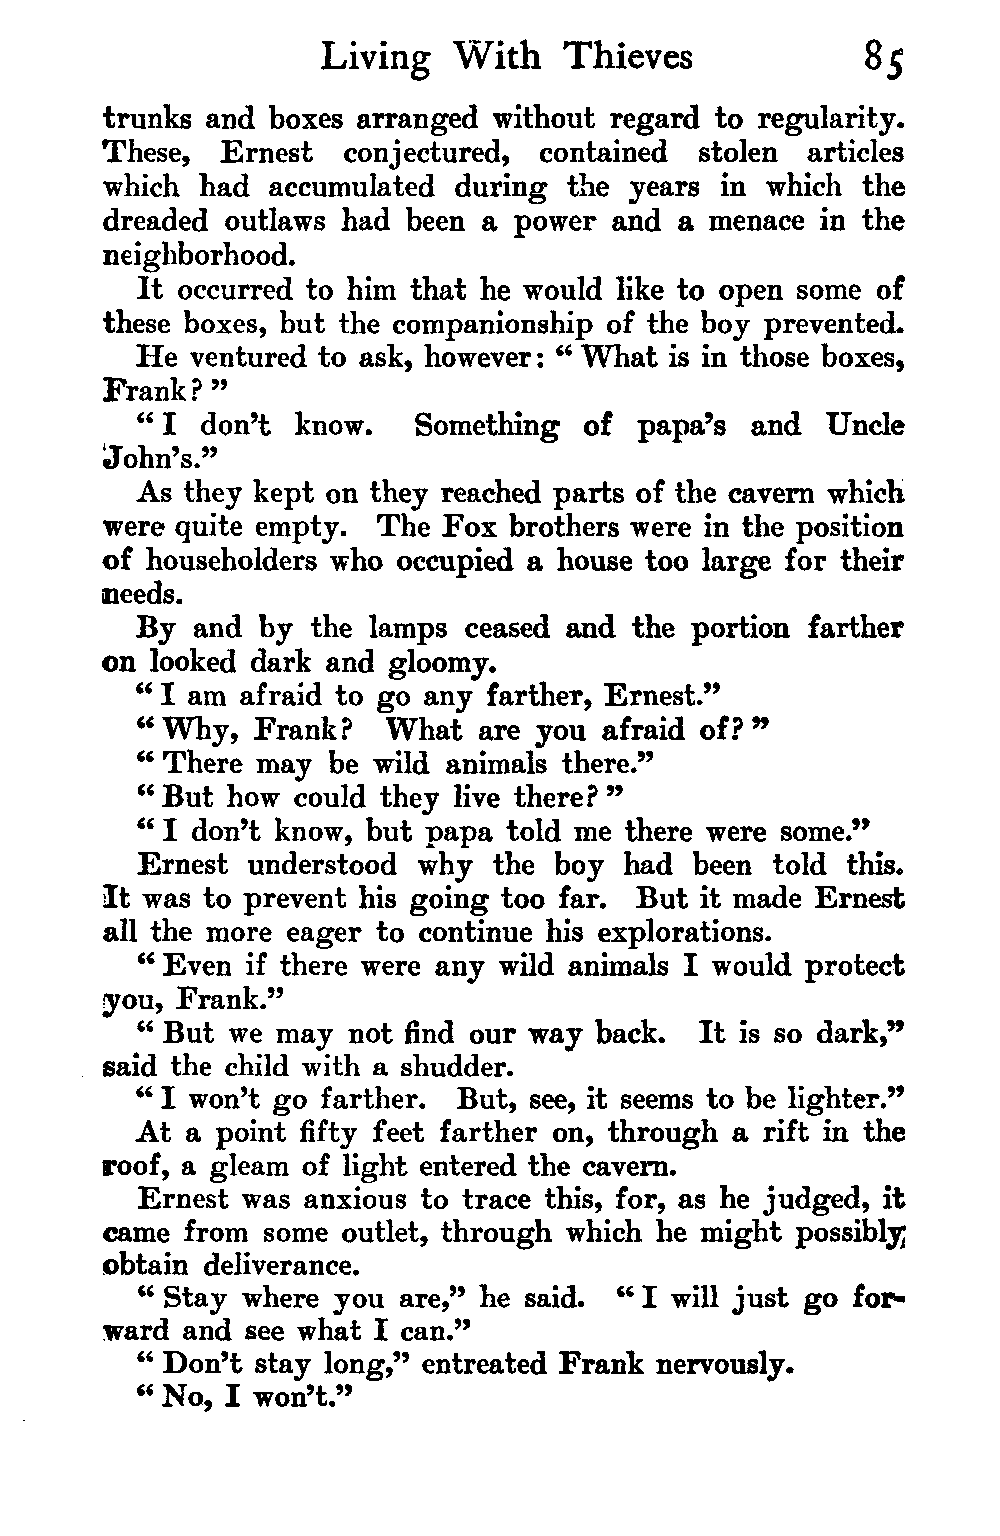 Living With Thieves 85
trunks and boxes arranged without regard to regularity.
These, Ernest conjectured, contained stolen articles
which had accumulated during the years in which the
dreaded outlaws had been a power and a menace in the
neighborhood.
It occurred to him that he would like to open some of
these boxes, but the companionship of the boy prevented.
He ventured to ask, however: “ What is in those boxes,
Frank? ”
“ I don’t know. Something of papa’s and Uncle
John’s.”
As they kept on they reached parts of the cavern which
were quite empty. The Fox brothers were in the position
of householders who occupied a house too large for their
needs.
By and by the lamps ceased and the portion farther
on looked dark and gloomy.
“ I am afraid to go any farther, Ernest.”
“ Why, Frank? What are you afraid of? ”
“ There may be wild animals there.”
“ But how could they live there? ”
“ I don’t know, but papa told me there were some.”
Ernest understood why the boy had been told this.
It was to prevent his going too far. But it made Ernest
all the more eager to continue his explorations.
“ Even if there were any wild animals I would protect
you, Frank.”
“ But we may not find our way back. It is so dark,”
said the child with a shudder.
“ I won’t go farther. But, see, it seems to be lighter.”
At a point fifty feet farther on, through a rift in the
roof, a gleam of light entered the cavern.
Ernest was anxious to trace this, for, as he judged, it
came from some outlet, through which he might possibly
obtain deliverance.
“ Stay where you are,” he said. “ I will just go for-
ward and see what I can.”
“ Don’t stay long,” entreated Frank nervously.
“ No, I won’t.”